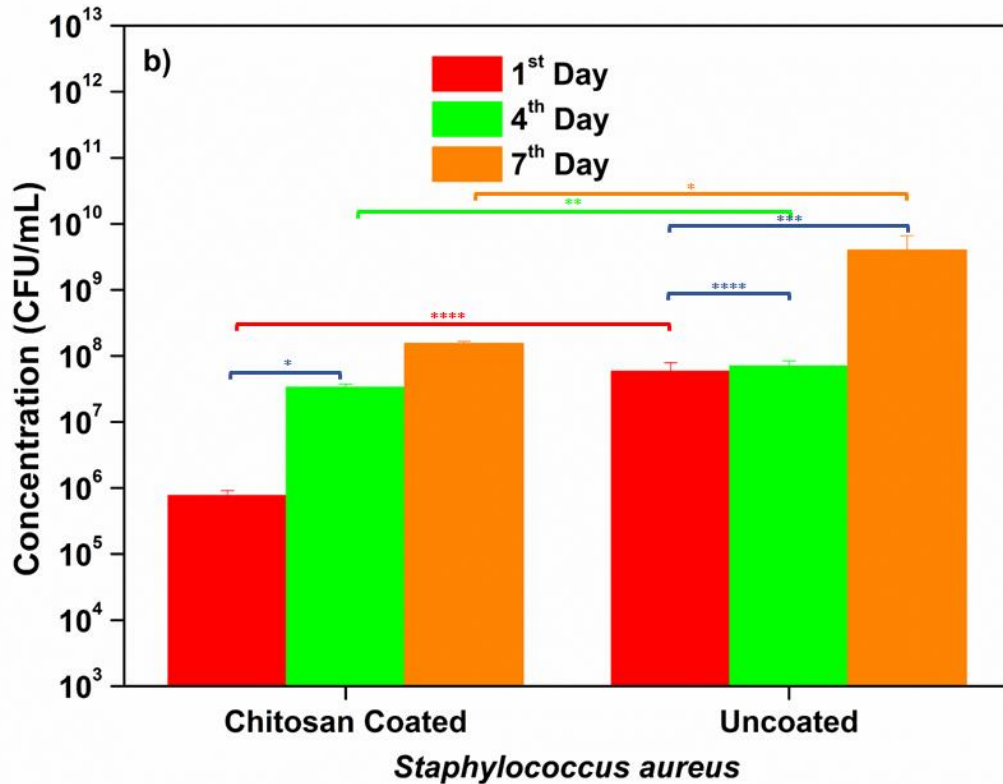 b)
1st Day
4th Day
7th Day
Concentration (CFU/mL)
10^13
10^12
10^11
10^10
10^9
10^8
10^7
10^6
10^5
10^4
10^3
*
**
***
****
****
*
Chitosan Coated
Uncoated
Staphylococcus aureus